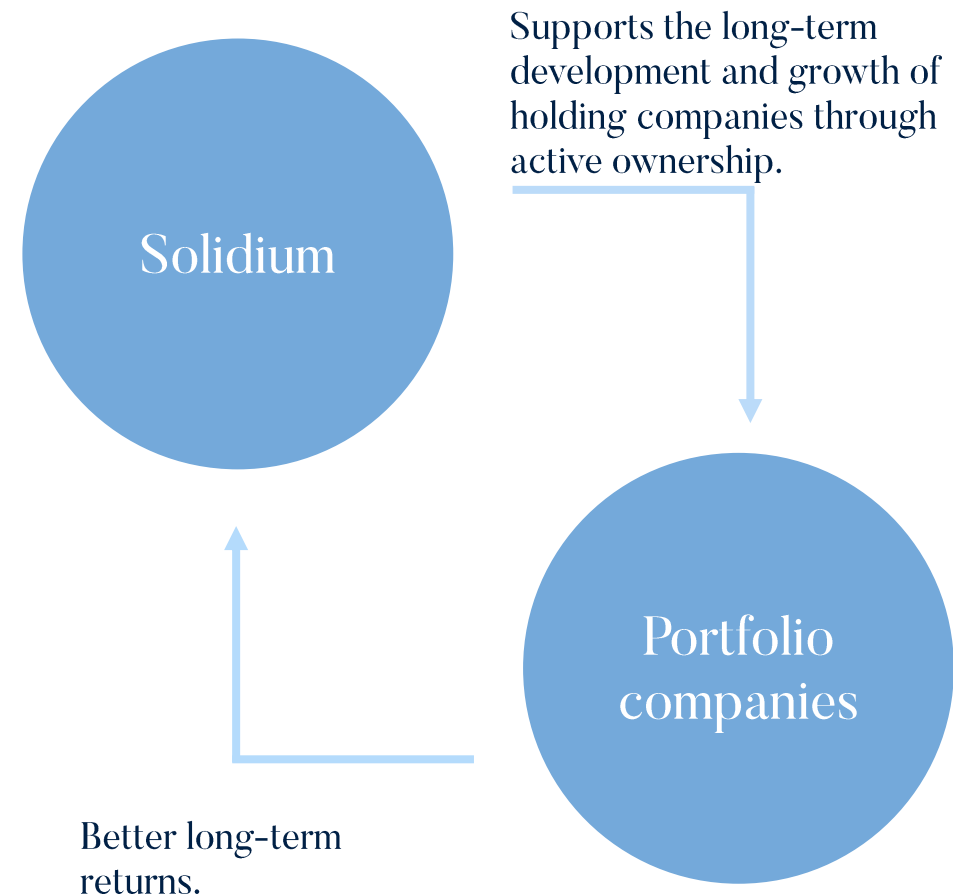 Supports the long-term
development and growth of
holding companies through
active ownership.
Solidium
Portfolio
companies
Better long-term
returns.